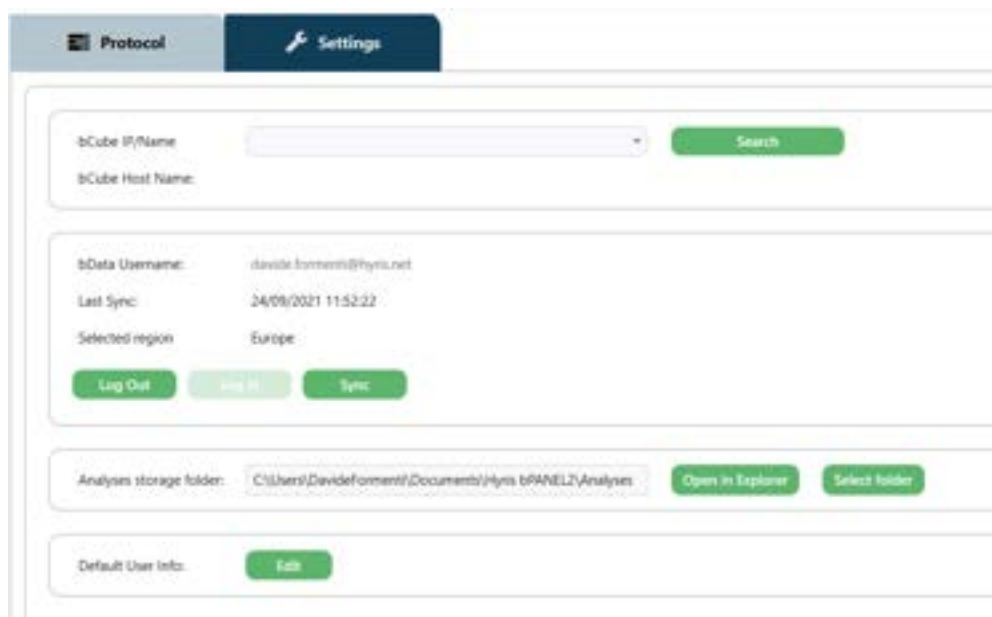 Protocol Settings
bCube IP/Name Search
bCube Host Name:
bData Username: davide.formenti@hyris.net
Last Sync: 24/09/2021 11:52:22
Selected region Europe
Log Out Log In Sync
Analyses storage folder: C:\Users\DavideFormenti\Documents\Hyris bPANEL2\Analyses Open in Explorer Select folder
Default User Info: Edit